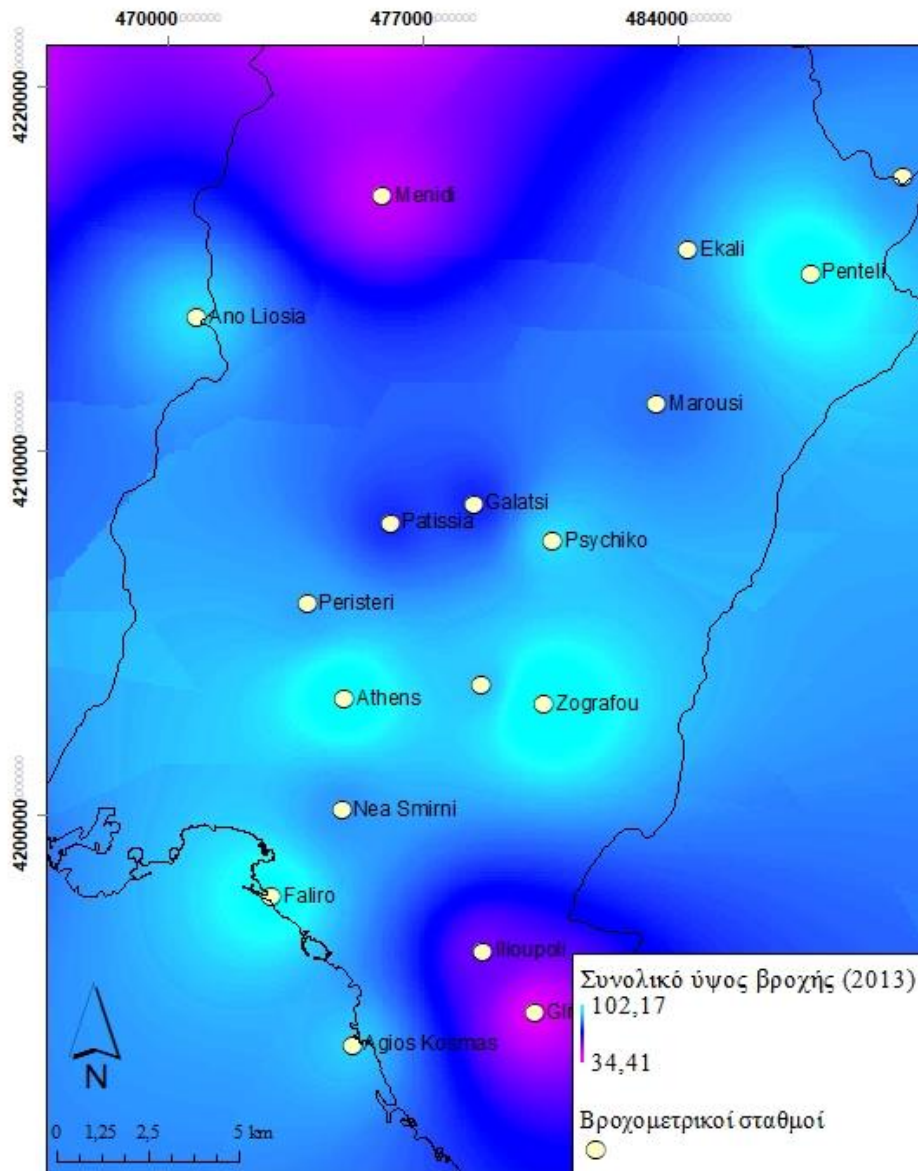 470000 477000 484000
4220000
4210000
4200000
Menidi
Ekali
Penteli
Ano Liosia
Marousi
Galatsi
Patissia
Psychiko
Peristeri
Athens
Zografou
Nea Smirni
Faliro
Ilioupoli
Agios Kosmas
N
0 1,25 2,5 5 km
Συνολικό ύψος βροχής (2013)
102,17
34,41
Βροχομετρικοί σταθμοί